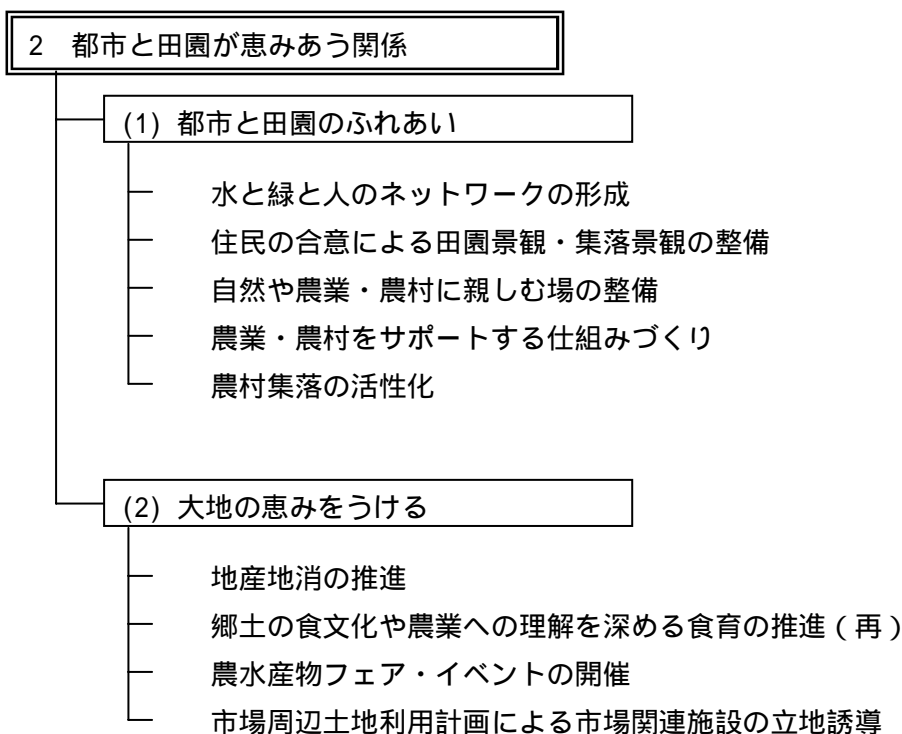 2 都市と田園が恵みあう関係
(1) 都市と田園のふれあい
水と緑と人のネットワークの形成
住民の合意による田園景観・集落景観の整備
自然や農業・農村に親しむ場の整備
農業・農村をサポートする仕組みづくり
農村集落の活性化
(2) 大地の恵みをうける
地産地消の推進
郷土の食文化や農業への理解を深める食育の推進(再)
農水産物フェア・イベントの開催
市場周辺土地利用計画による市場関連施設の立地誘導